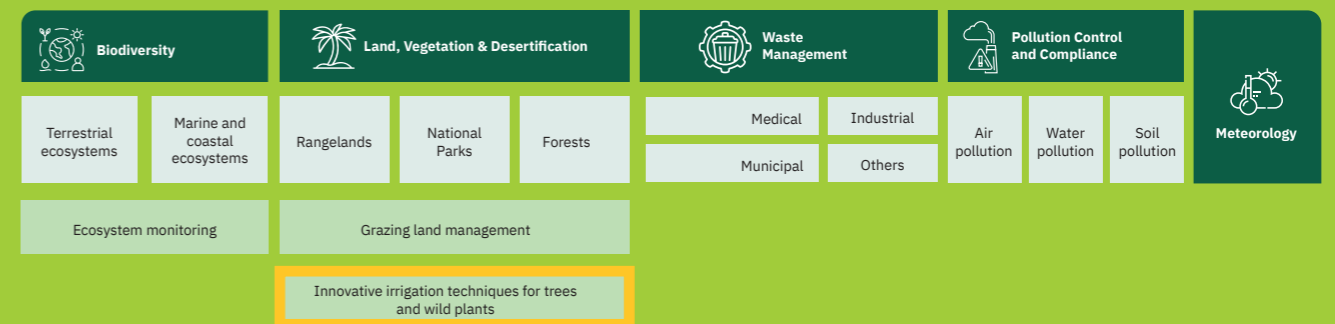 Biodiversity
Land, Vegetation & Desertification
Waste
Management
Pollution Control
and Compliance
Meteorology
Terrestrial
ecosystems
Marine and
coastal
ecosystems
Rangelands
National
Parks
Forests
Medical
Industrial
Municipal
Others
Air
pollution
Water
pollution
Soil
pollution
Ecosystem monitoring
Grazing land management
Innovative irrigation techniques for trees
and wild plants